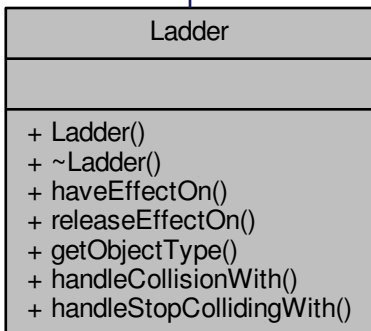 Ladder
+ Ladder()
+ ~Ladder()
+ haveEffectOn()
+ releaseEffectOn()
+ getObjectType()
+ handleCollisionWith()
+ handleStopCollidingWith()